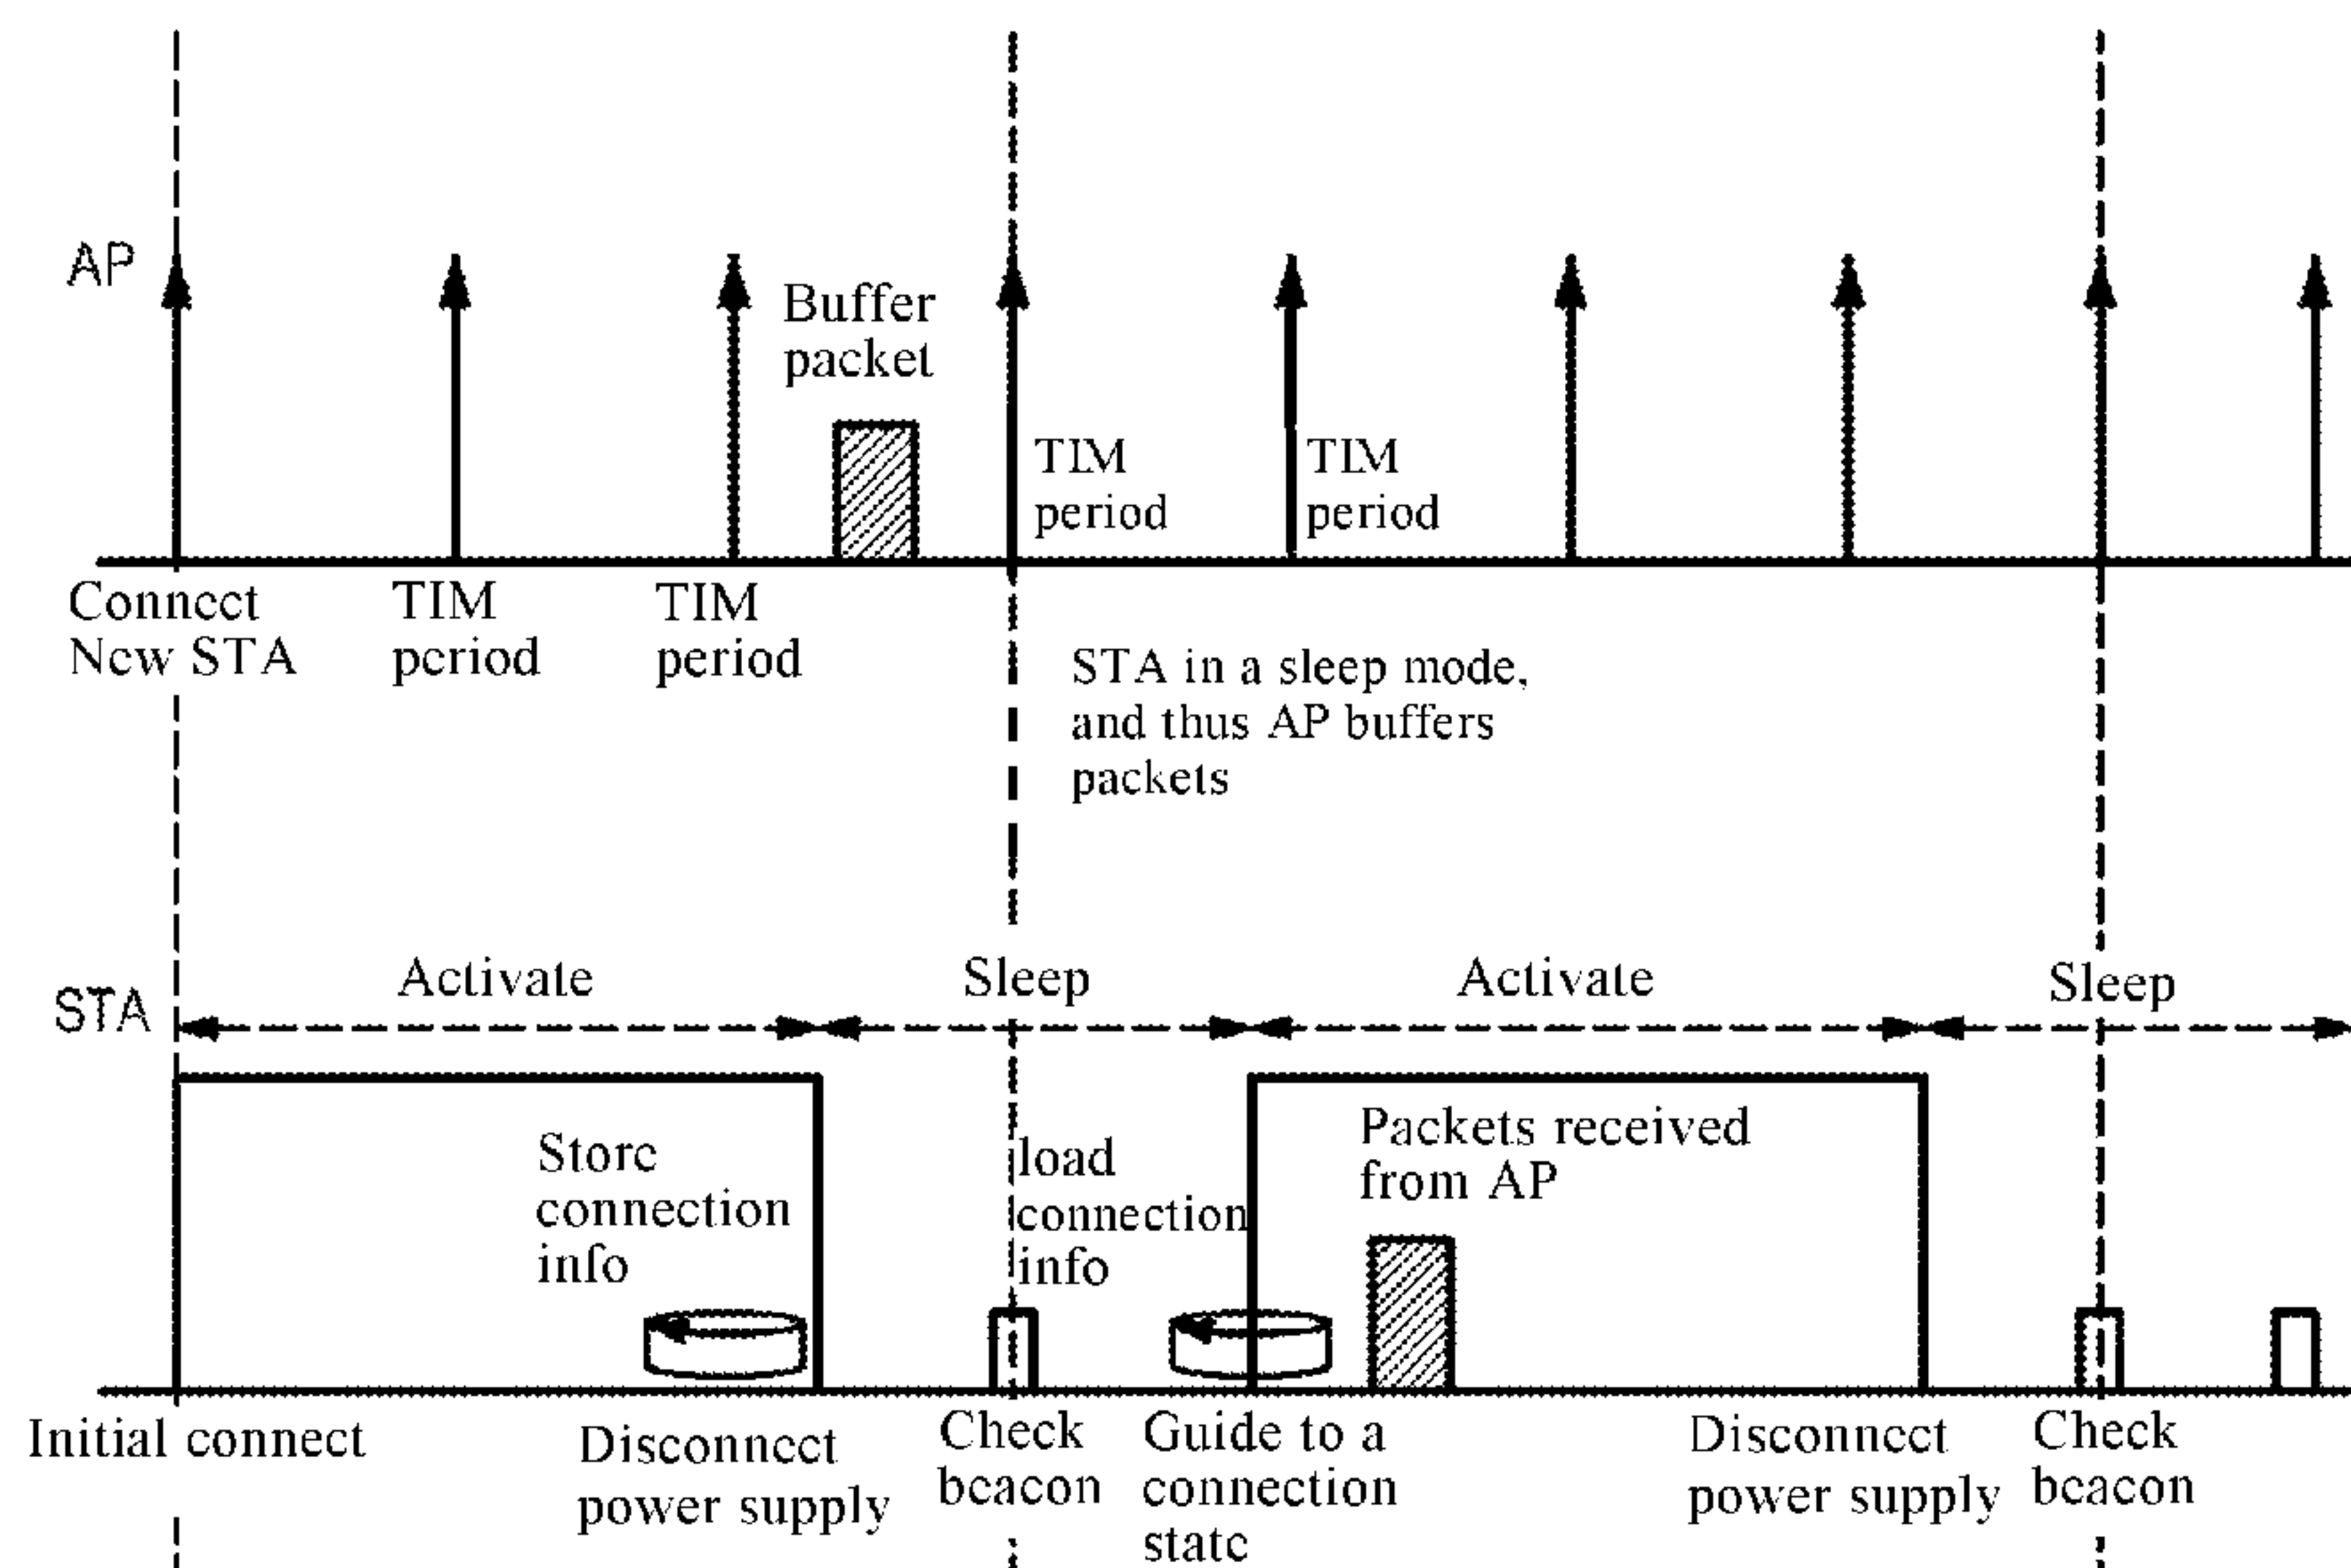 AP
Buffer
packet
TIM
period
TIM
period
Connect
New STA
TIM
period
TIM
period
STA in a sleep mode,
and thus AP buffers
packets
STA
Activate
Sleep
Activate
Sleep
Store
connection
info
load
connection
info
Packets received
from AP
Initial connect
Disconnect
power supply
Check
beacon
Guide to a
connection
state
Disconnect
power supply
Check
beacon